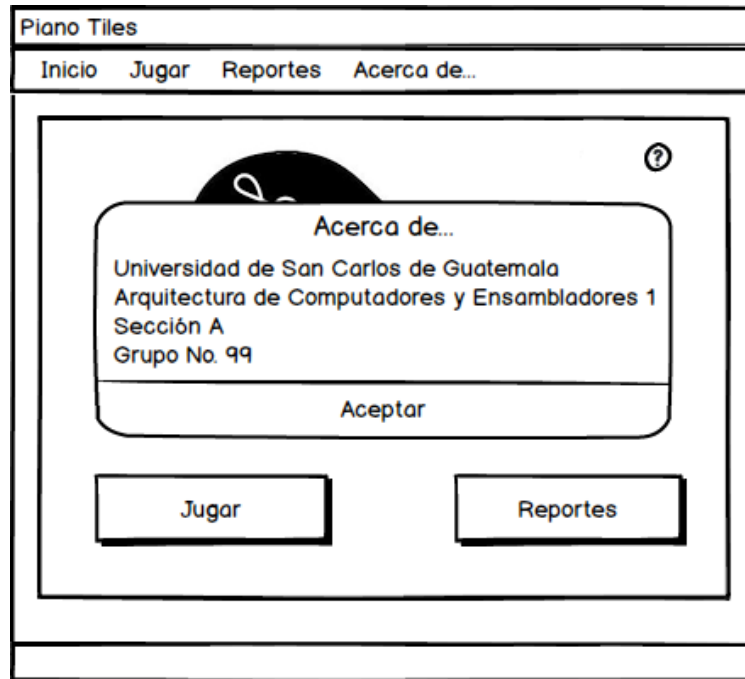 Piano Tiles
Inicio Jugar Reportes Acerca de...
?
Acerca de...
Universidad de San Carlos de Guatemala
Arquitectura de Computadores y Ensambladores 1
Sección A
Grupo No. 99
Aceptar
Jugar Reportes